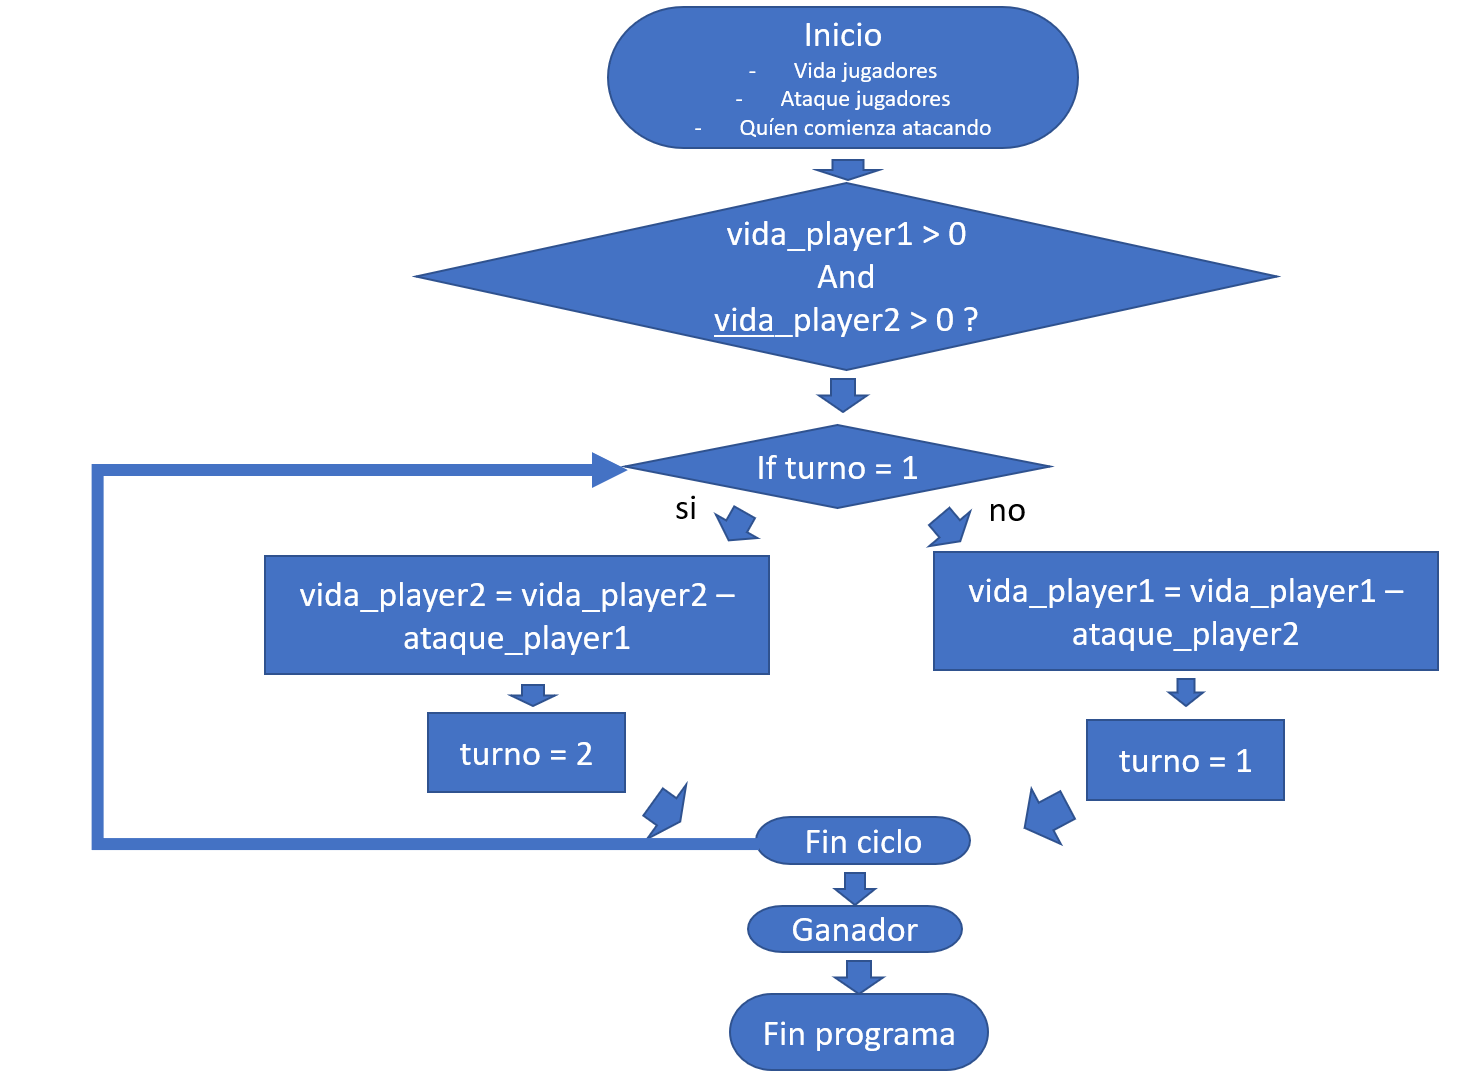 Inicio
- Vida jugadores
- Ataque jugadores
- Quíen comienza atacando
vida_player1 > 0
And
vida_player2 > 0 ?
If turno = 1
si
no
vida_player2 = vida_player2 –
ataque_player1
vida_player1 = vida_player1 –
ataque_player2
turno = 2
turno = 1
Fin ciclo
Ganador
Fin programa